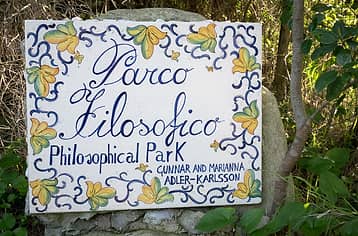 Parco
Filosofico
Philosophical Park
GUNNAR AND MARIANNA
ADLER-KARLSSON